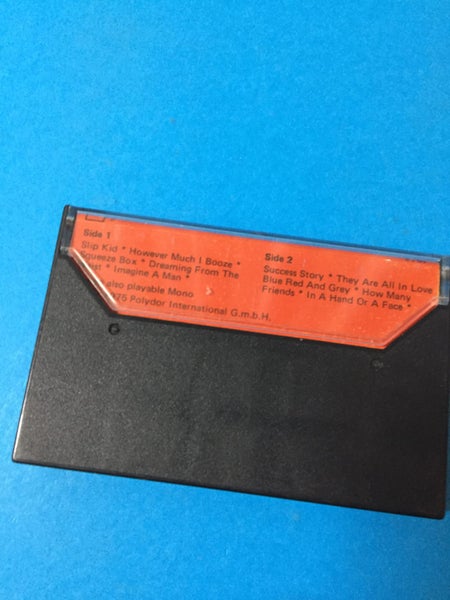 Side 1
Slip Kid * However Much I Booze *
Squeeze Box * Dreaming From The
* Imagine A Man *
also playable Mono
75 Polydor International G.m.b.H.
Side 2
Success Story * They Are All In Love
Blue Red And Grey * How Many
Friends * In A Hand Or A Face *